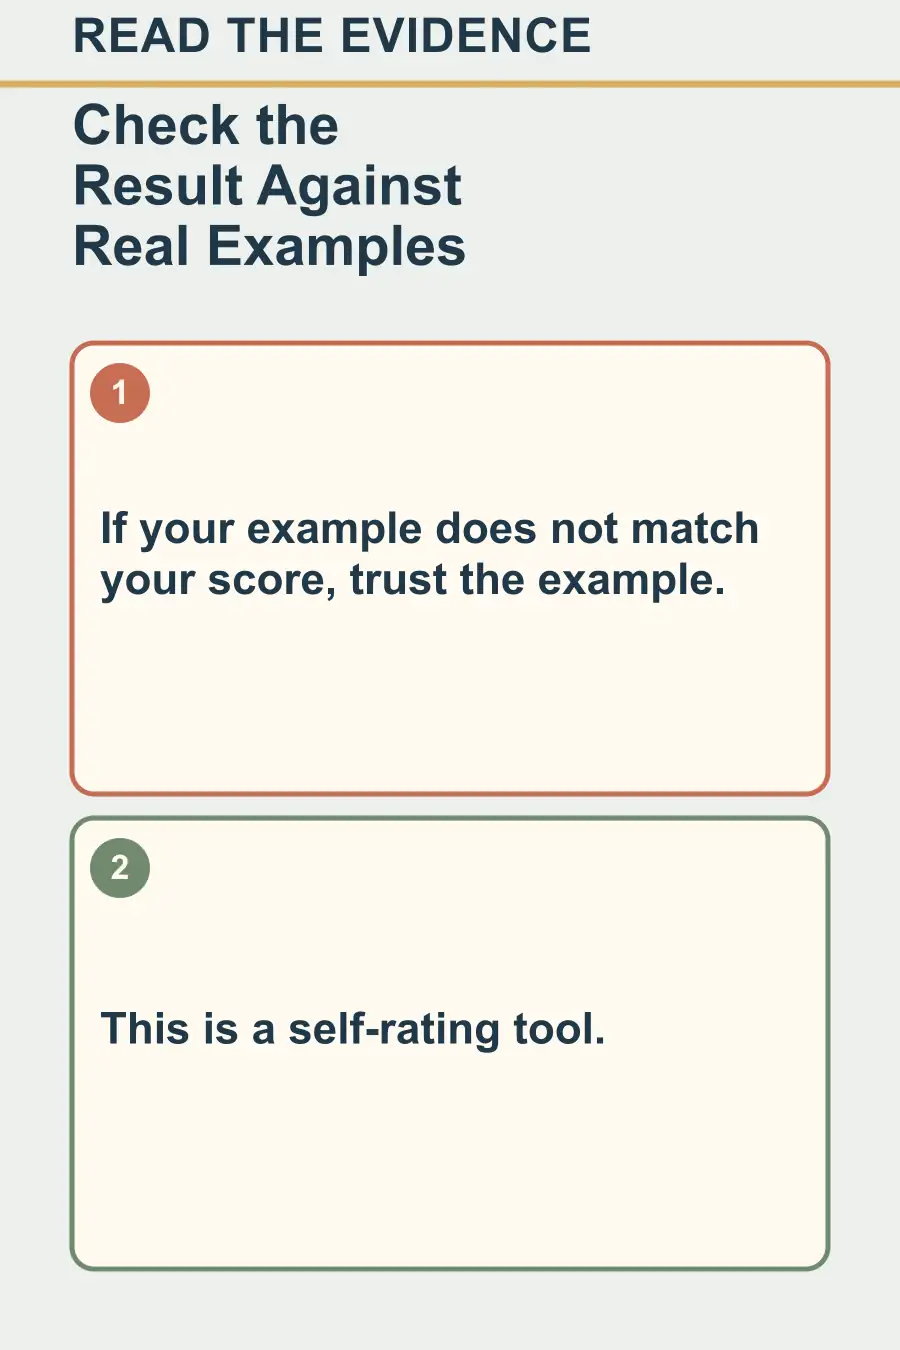 READ THE EVIDENCE
Check the
Result Against
Real Examples
1
If your example does not match
your score, trust the example.
2
This is a self-rating tool.